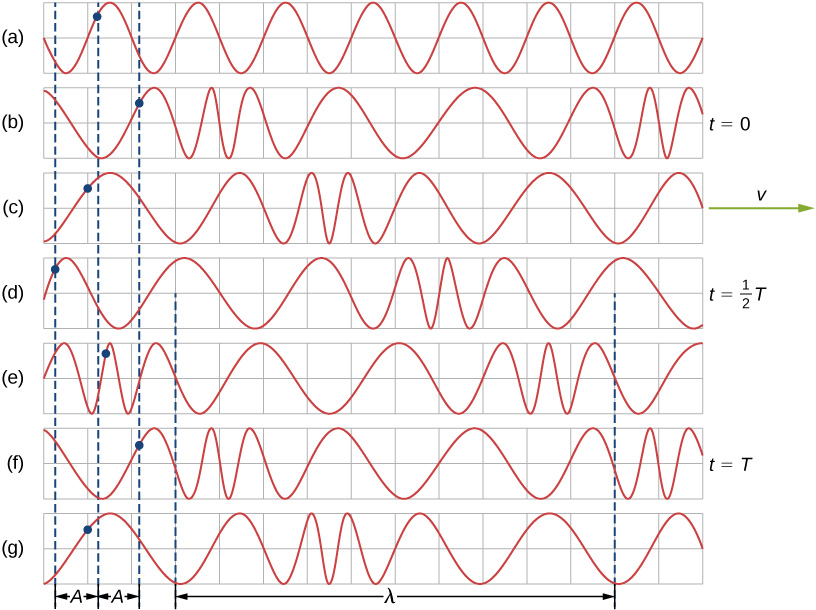 (a)
(b) t = 0
(c) v
(d) t = 1/2 T
(e)
(f) t = T
(g)
A A λ